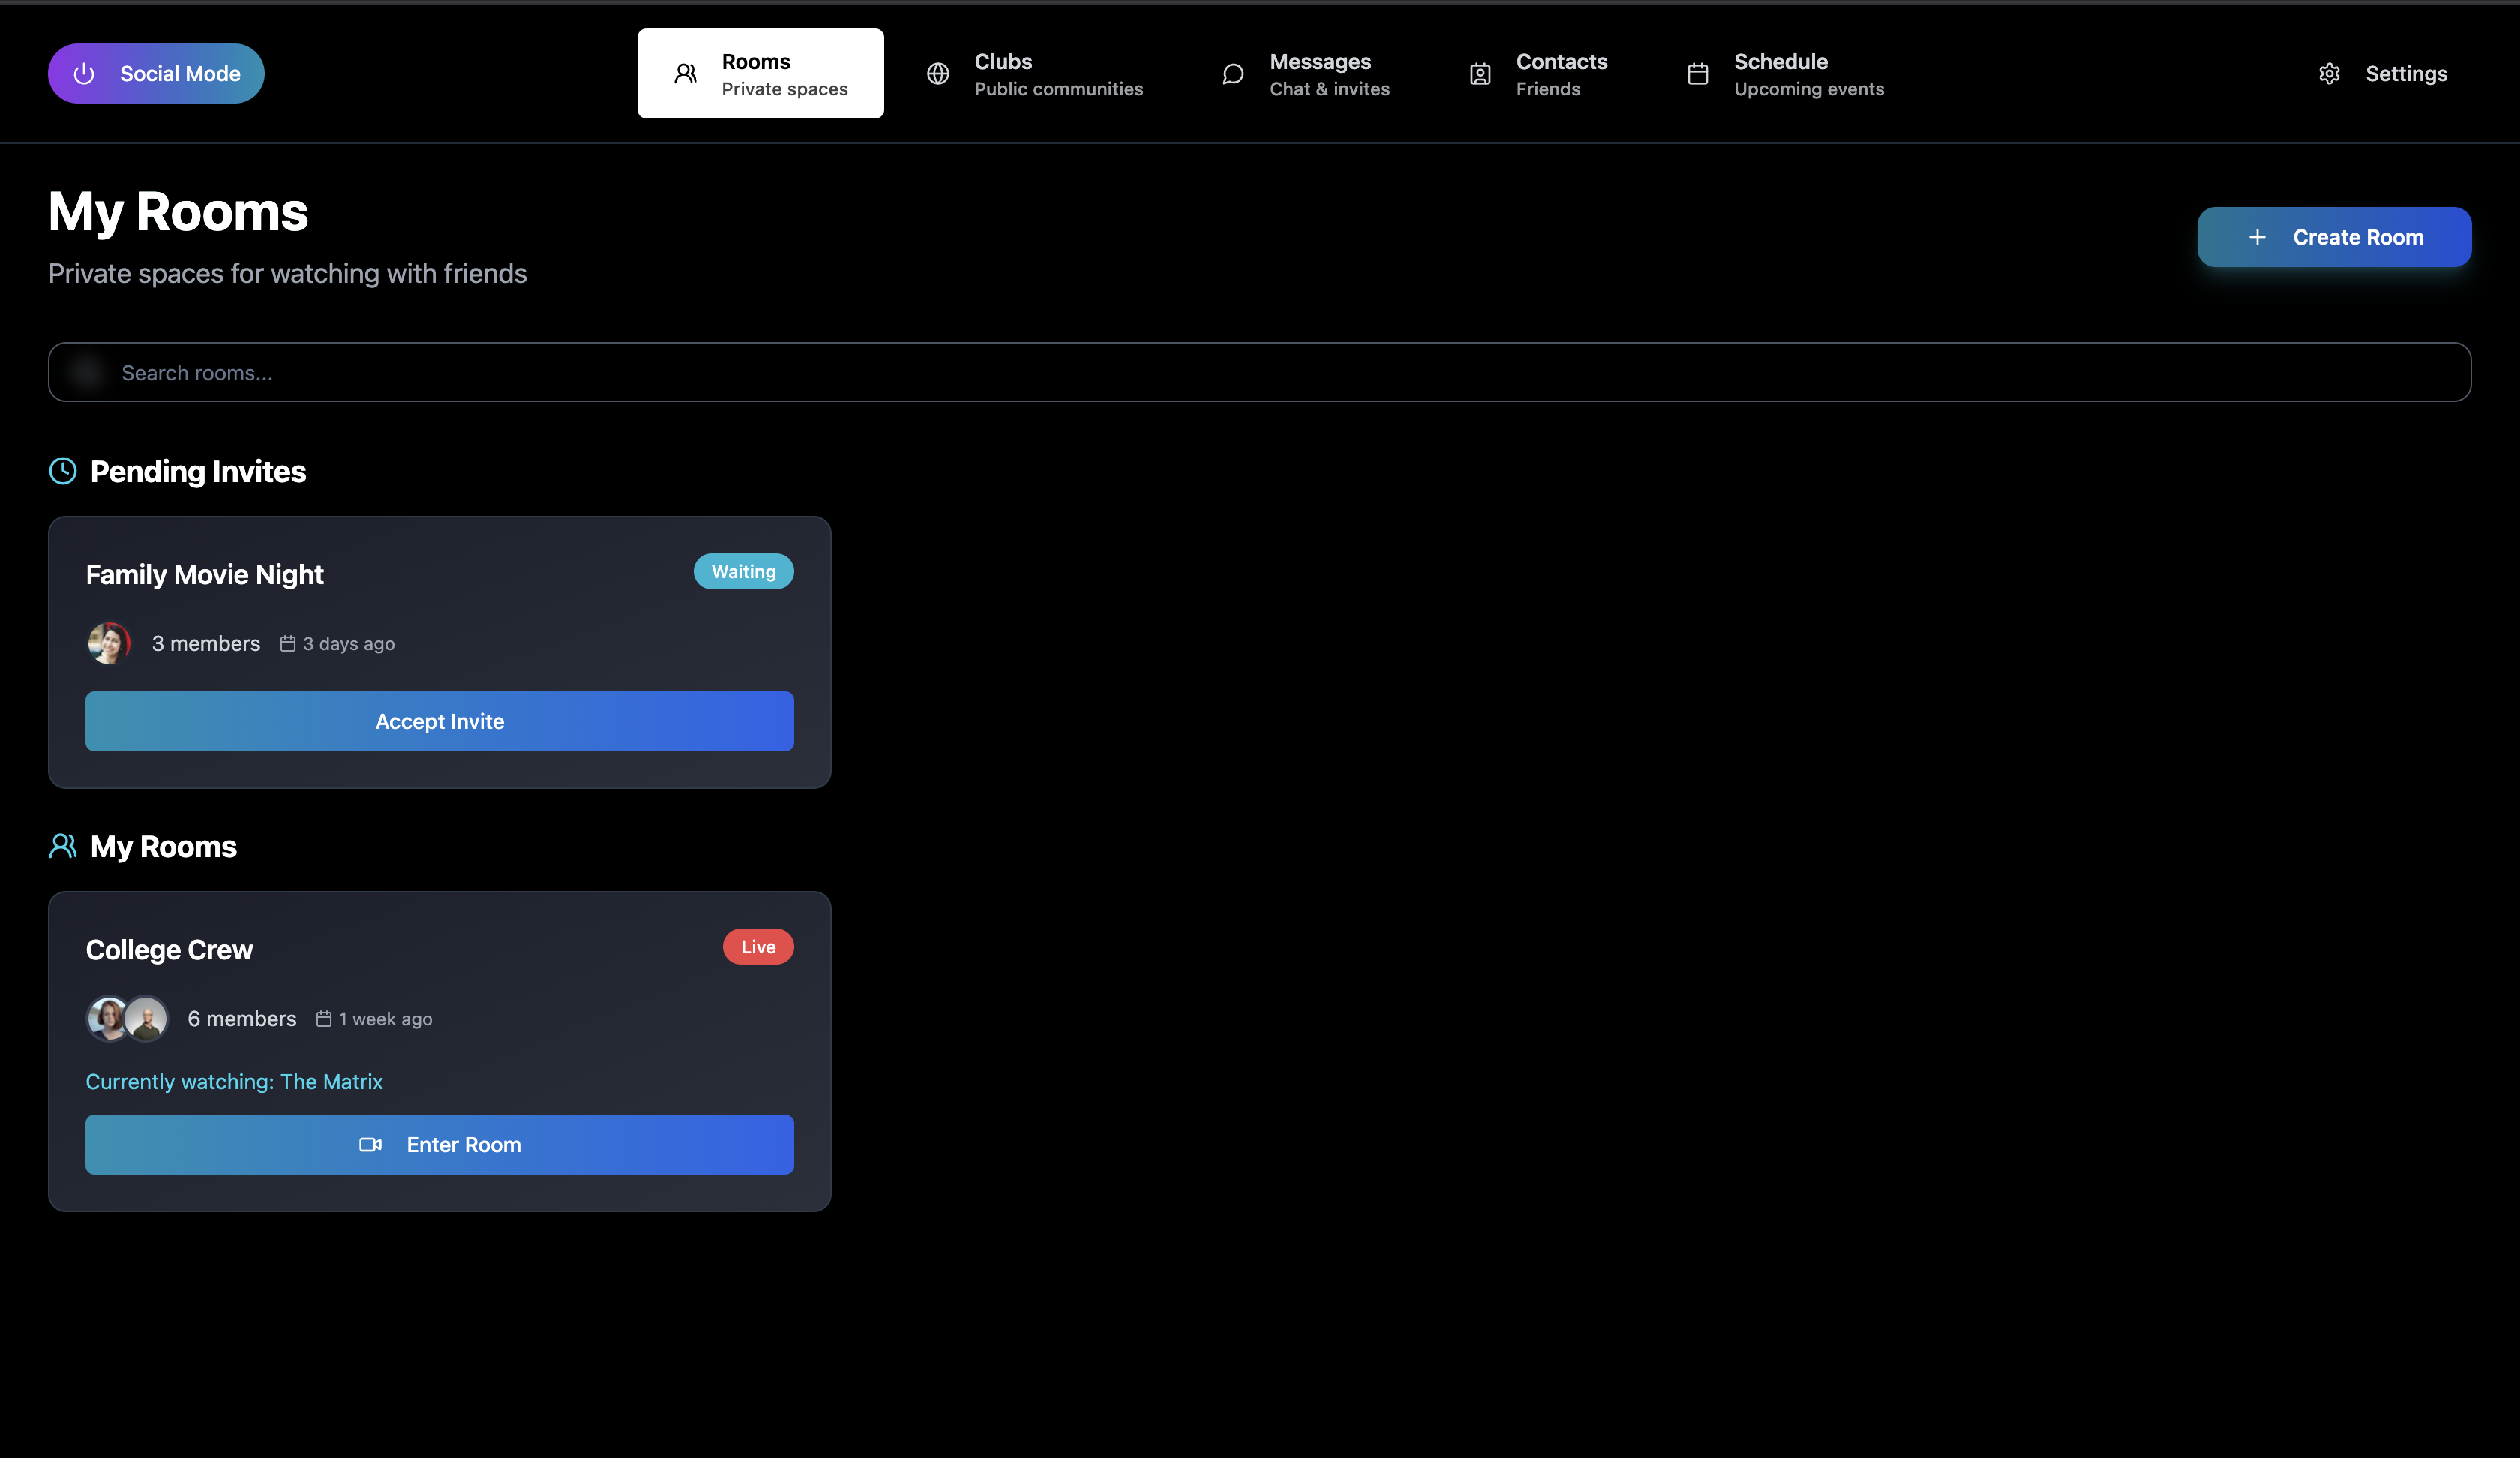 Social Mode
Rooms
Private spaces
Clubs
Public communities
Messages
Chat & invites
Contacts
Friends
Schedule
Upcoming events
Settings
My Rooms
Private spaces for watching with friends
Create Room
Search rooms...
Pending Invites
Family Movie Night
Waiting
3 members
3 days ago
Accept Invite
My Rooms
College Crew
Live
6 members
1 week ago
Currently watching: The Matrix
Enter Room